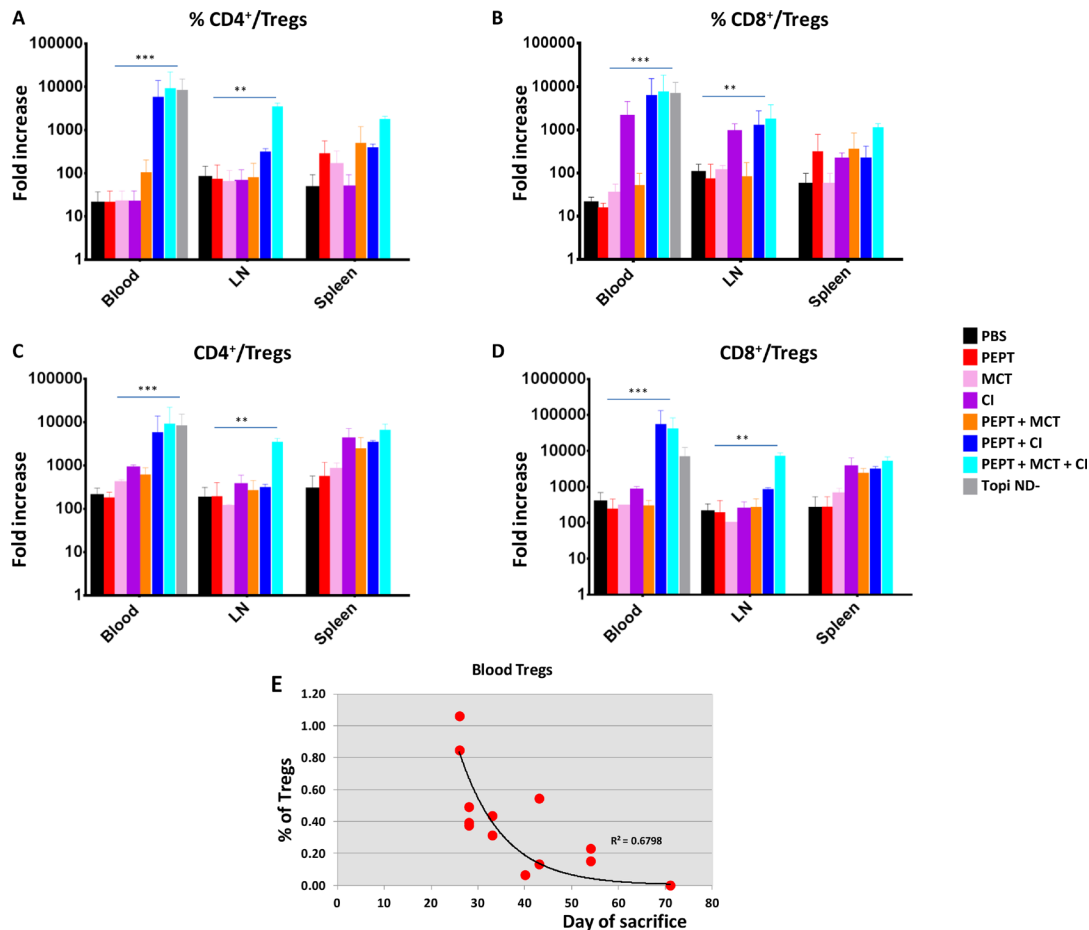 A
% CD4⁺/Tregs
Fold increase
100000
10000
1000
100
10
1
***
**
Blood
LN
Spleen
B
% CD8⁺/Tregs
Fold increase
100000
10000
1000
100
10
1
***
**
Blood
LN
Spleen
C
CD4⁺/Tregs
Fold increase
100000
10000
1000
100
10
1
***
**
Blood
LN
Spleen
D
CD8⁺/Tregs
Fold increase
1000000
1000000
10000
1000
100
10
1
***
**
Blood
LN
Spleen
PBS
PEPT
MCT
CI
PEPT + MCT
PEPT + CI
PEPT + MCT + CI
Topi ND-
E
Blood Tregs
% of Tregs
1.20
1.00
0.80
0.60
0.40
0.20
0.00
R² = 0.6798
0 10 20 30 40 50 60 70 80
Day of sacrifice